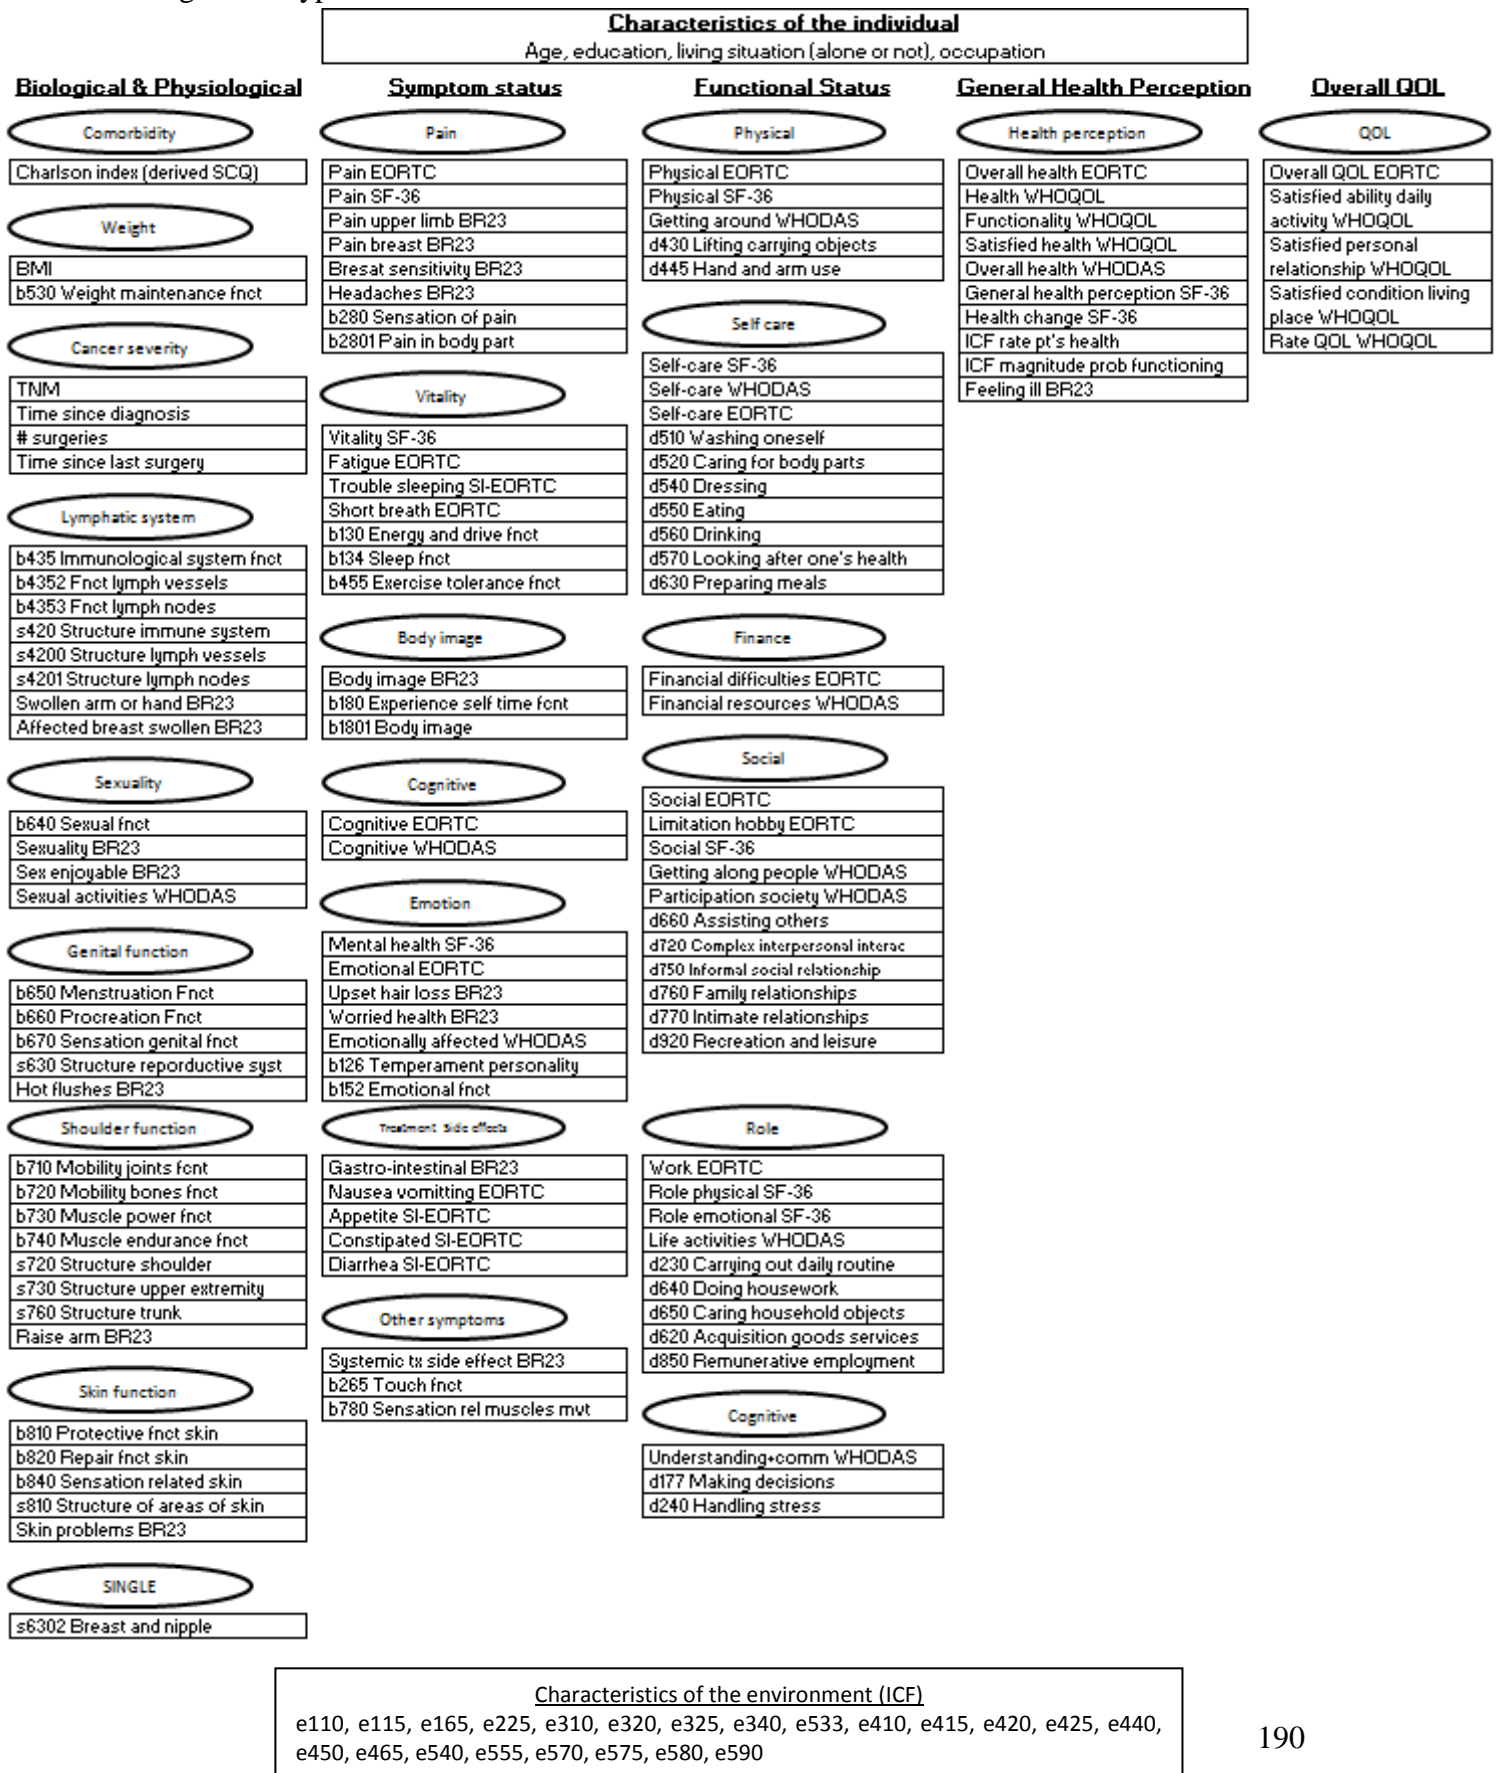 Characteristics of the individual
Age, education, living situation (alone or not), occupation
Biological & Physiological
Comorbidity
Charlson index (derived SCQ)
Weight
BMI
b530 Weight maintenance fnct
Cancer severity
TNM
Time since diagnosis
# surgeries
Time since last surgery
Lymphatic system
b435 Immunological system fnct
b4352 Fnct lymph vessels
b4353 Fnct lymph nodes
s420 Structure immune system
s4200 Structure lymph vessels
s4201 Structure lymph nodes
Swollen arm or hand BR23
Affected breast swollen BR23
Sexuality
b640 Sexual fnct
Sexuality BR23
Sex enjoyable BR23
Sexual activities WHODAS
Genital function
b650 Menstruation Fnct
b660 Procreation Fnct
b670 Sensation genital fnct
s630 Structure reporductive syst
Hot flushes BR23
Shoulder function
b710 Mobility joints fcnt
b720 Mobility bones fnct
b730 Muscle power fnct
b740 Muscle endurance fnct
s720 Structure shoulder
s730 Structure upper extremity
s760 Structure trunk
Raise arm BR23
Skin function
b810 Protective fnct skin
b820 Repair fnct skin
b840 Sensation related skin
s810 Structure of areas of skin
Skin problems BR23
SINGLE
s6302 Breast and nipple
Symptom status
Pain
Pain EORTC
Pain SF-36
Pain upper limb BR23
Pain breast BR23
Bresat sensitivity BR23
Headaches BR23
b280 Sensation of pain
b2801 Pain in body part
Vitality
Vitality SF-36
Fatigue EORTC
Trouble sleeping SI-EORTC
Short breath EORTC
b130 Energy and drive fnct
b134 Sleep fnct
b455 Exercise tolerance fnct
Body image
Body image BR23
b180 Experience self time fcnt
b1801 Body image
Cognitive
Cognitive EORTC
Cognitive WHODAS
Emotion
Mental health SF-36
Emotional EORTC
Upset hair loss BR23
Worried health BR23
Emotionally affected WHODAS
b126 Temperament personality
b152 Emotional fnct
Treatment Side effects
Gastro-intestinal BR23
Nausea vomitting EORTC
Appetite SI-EORTC
Constipated SI-EORTC
Diarrhea SI-EORTC
Other symptoms
Systemic tx side effect BR23
b265 Touch fnct
b780 Sensation rel muscles mvt
Functional Status
Physical
Physical EORTC
Physical SF-36
Getting around WHODAS
d430 Lifting carrying objects
d445 Hand and arm use
Self care
Self-care SF-36
Self-care WHODAS
Self-care EORTC
d510 Washing oneself
d520 Caring for body parts
d540 Dressing
d550 Eating
d560 Drinking
d570 Looking after one's health
d630 Preparing meals
Finance
Financial difficulties EORTC
Financial resources WHODAS
Social
Social EORTC
Limitation hobby EORTC
Social SF-36
Getting along people WHODAS
Participation society WHODAS
d660 Assisting others
d720 Complex interpersonal interac
d750 Informal social relationship
d760 Family relationships
d770 Intimate relationships
d920 Recreation and leisure
Role
Work EORTC
Role physical SF-36
Role emotional SF-36
Life activities WHODAS
d230 Carrying out daily routine
d640 Doing housework
d650 Caring household objects
d620 Acquisition goods services
d850 Remunerative employment
Cognitive
Understanding+comm WHODAS
d177 Making decisions
d240 Handling stress
General Health Perception
Health perception
Overall health EORTC
Health WHOQOL
Functionality WHOQOL
Satisfied health WHOQOL
Overall health WHODAS
General health perception SF-36
Health change SF-36
ICF rate pt's health
ICF magnitude prob functioning
Feeling ill BR23
Overall QOL
QOL
Overall QOL EORTC
Satisfied ability daily
activity WHOQOL
Satisfied personal
relationship WHOQOL
Satisfied condition living
place WHOQOL
Rate QOL WHOQOL
Characteristics of the environment (ICF)
e110, e115, e165, e225, e310, e320, e325, e340, e533, e410, e415, e420, e425, e440,
e450, e465, e540, e555, e570, e575, e580, e590
190